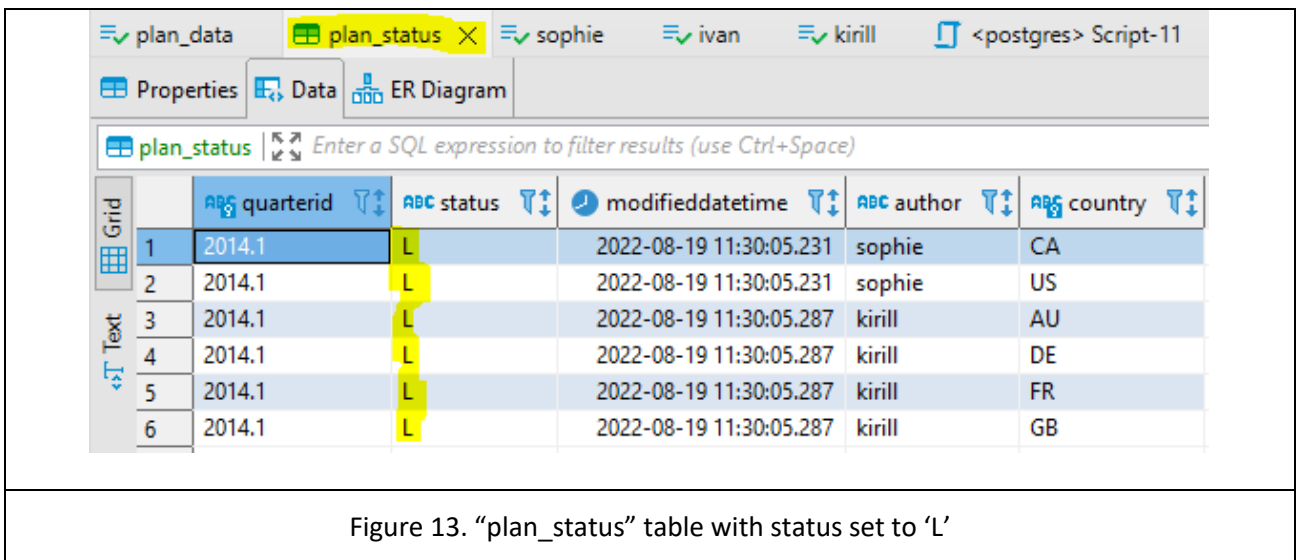 plan_data plan_status sophie ivan kirill <postgres> Script-11
Properties Data ER Diagram
plan_status Enter a SQL expression to filter results (use Ctrl+Space)
Grid
Text
ABC quarterid ABC status modifieddatetime ABC author ABC country
1 2014.1 L 2022-08-19 11:30:05.231 sophie CA
2 2014.1 L 2022-08-19 11:30:05.231 sophie US
3 2014.1 L 2022-08-19 11:30:05.287 kirill AU
4 2014.1 L 2022-08-19 11:30:05.287 kirill DE
5 2014.1 L 2022-08-19 11:30:05.287 kirill FR
6 2014.1 L 2022-08-19 11:30:05.287 kirill GB
Figure 13. “plan_status” table with status set to ‘L’